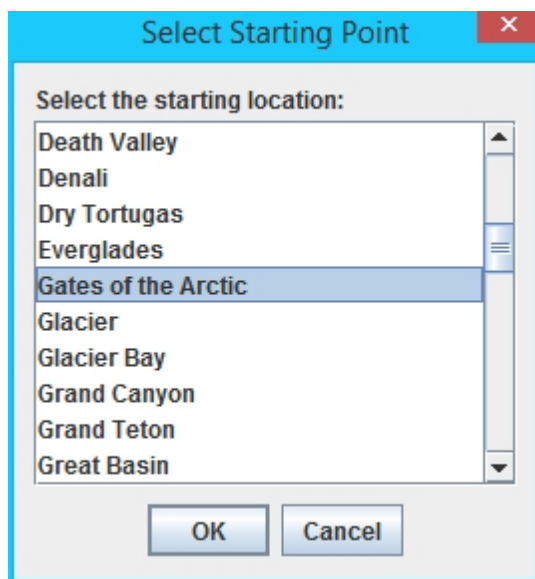 Select Starting Point
Select the starting location:
Death Valley
Denali
Dry Tortugas
Everglades
Gates of the Arctic
Glacier
Glacier Bay
Grand Canyon
Grand Teton
Great Basin
OK Cancel